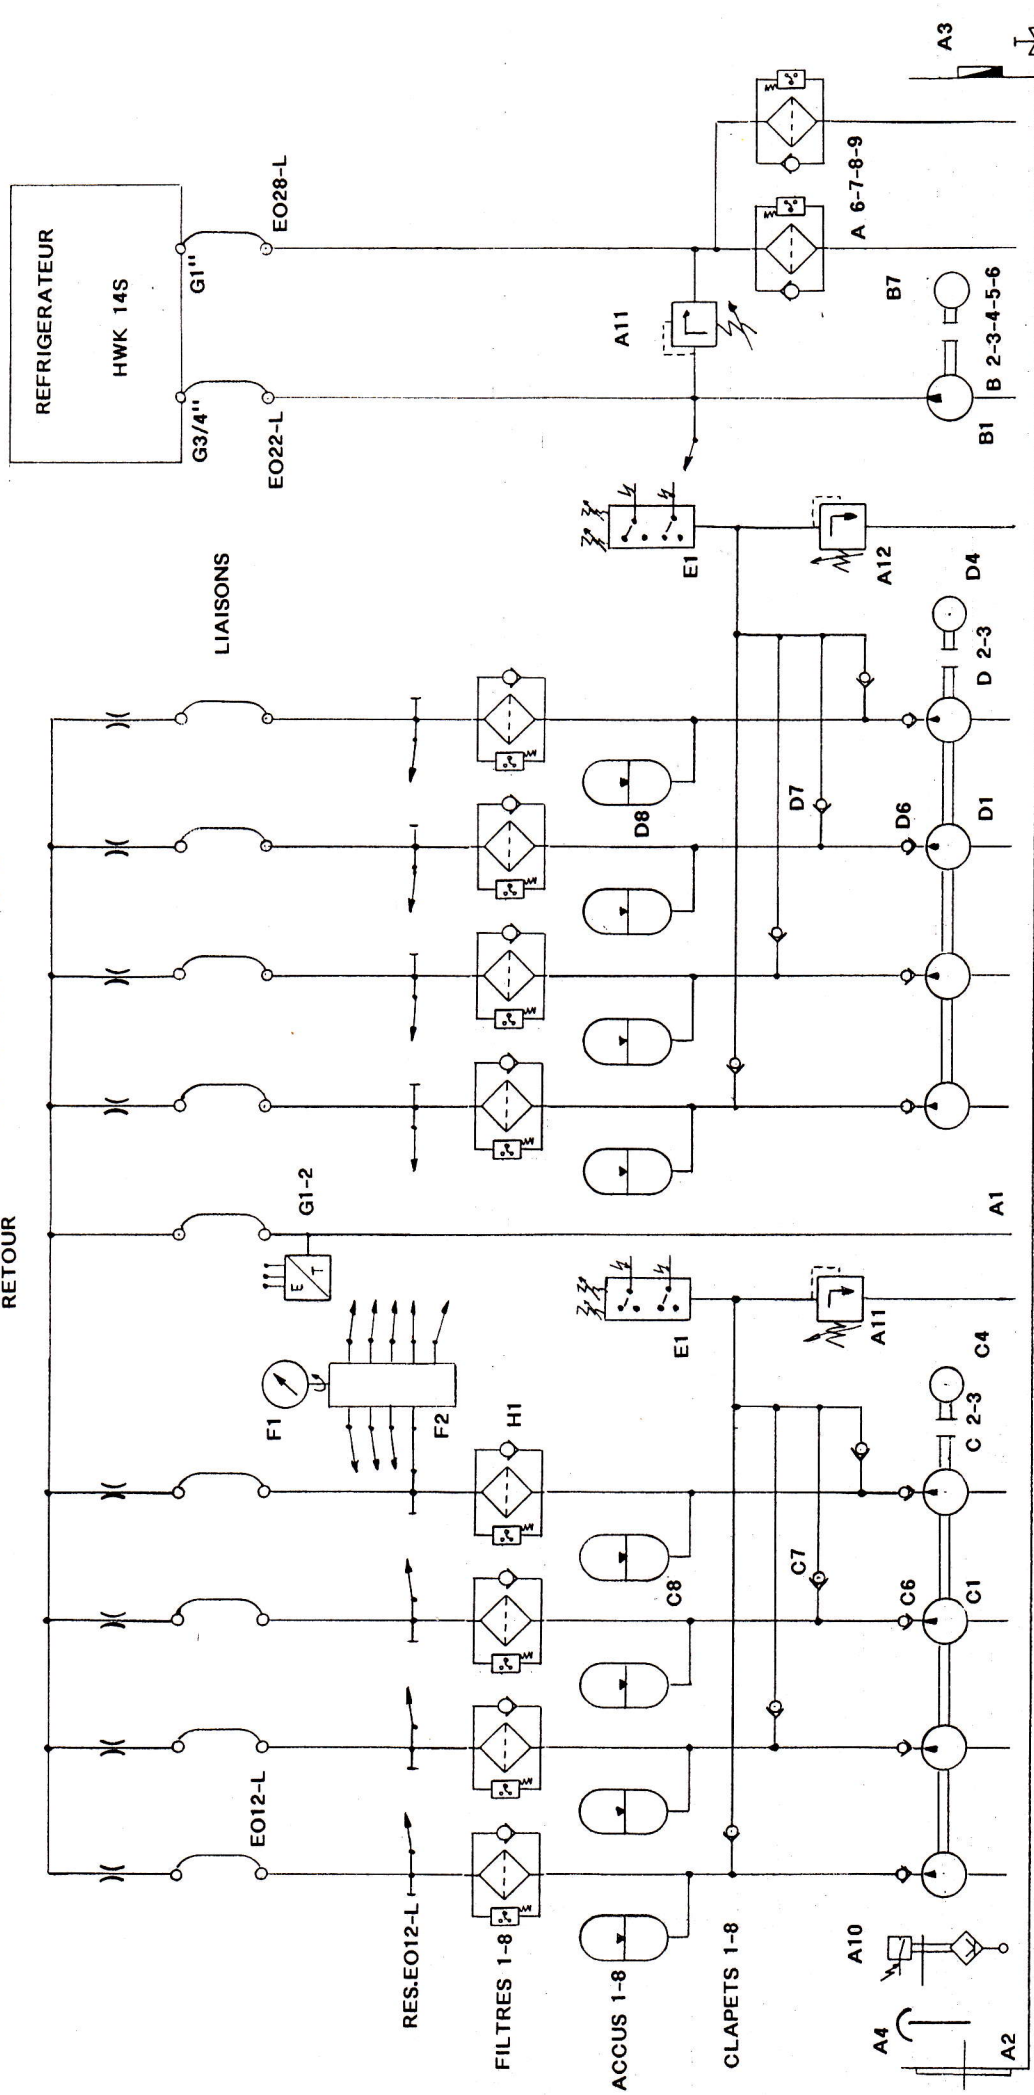 RETOUR
REFRIGERATEUR
HWK 14S
G3/4"
G1"
EO22-L
EO28-L
LIAISONS
EO12-L
G1-2
E
T
F1
F2
RES.EO12-L
FILTRES 1-8
H1
ACCUS 1-8
C8
D8
E1
E1
A11
CLAPETS 1-8
C7
D7
A 6-7-8-9
A4
A10
C6
A11
D6
A12
B7
A3
A2
C1
C 2-3
C4
A1
D1
D 2-3
D4
B1
B 2-3-4-5-6